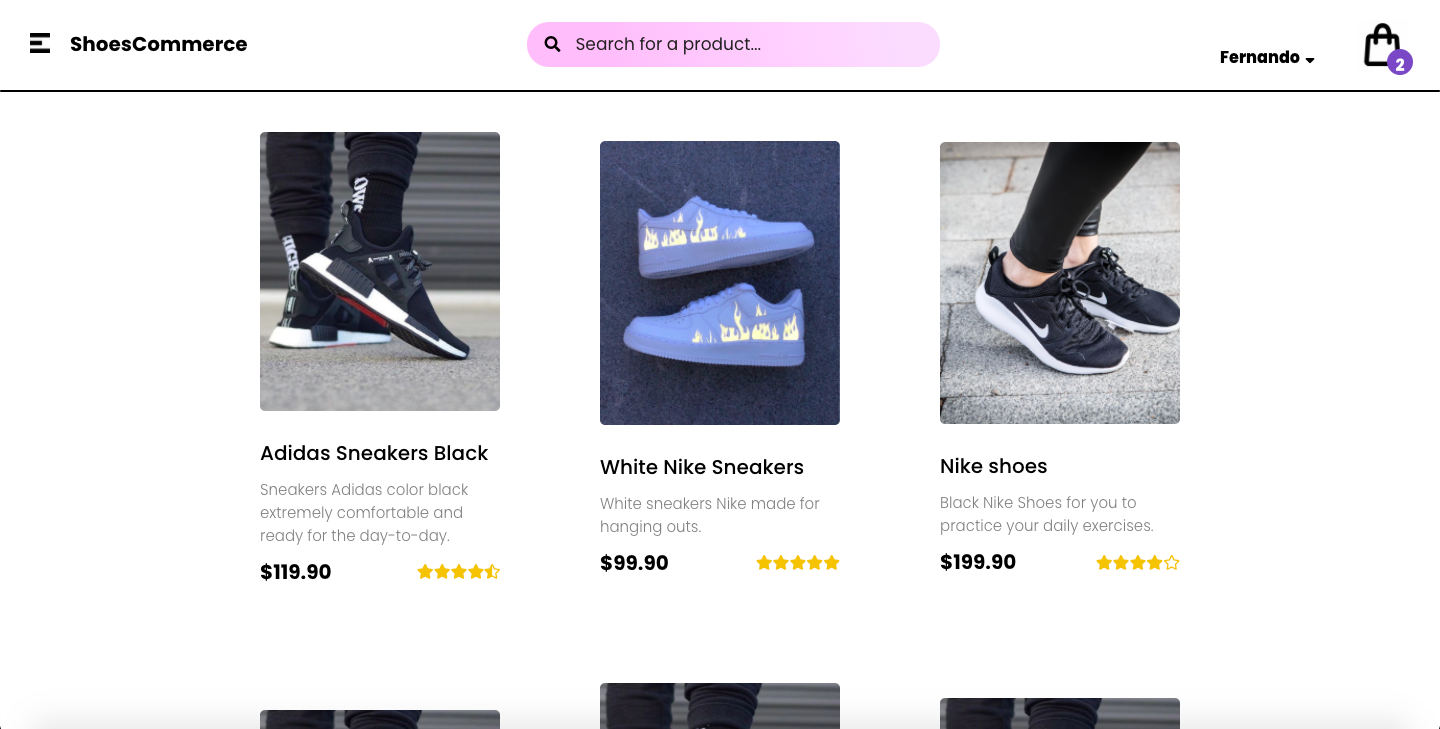 ShoesCommerce
Search for a product...
Fernando
2
Adidas Sneakers Black
Sneakers Adidas color black
extremely comfortable and
ready for the day-to-day.
$119.90
White Nike Sneakers
White sneakers Nike made for
hanging outs.
$99.90
Nike shoes
Black Nike Shoes for you to
practice your daily exercises.
$199.90